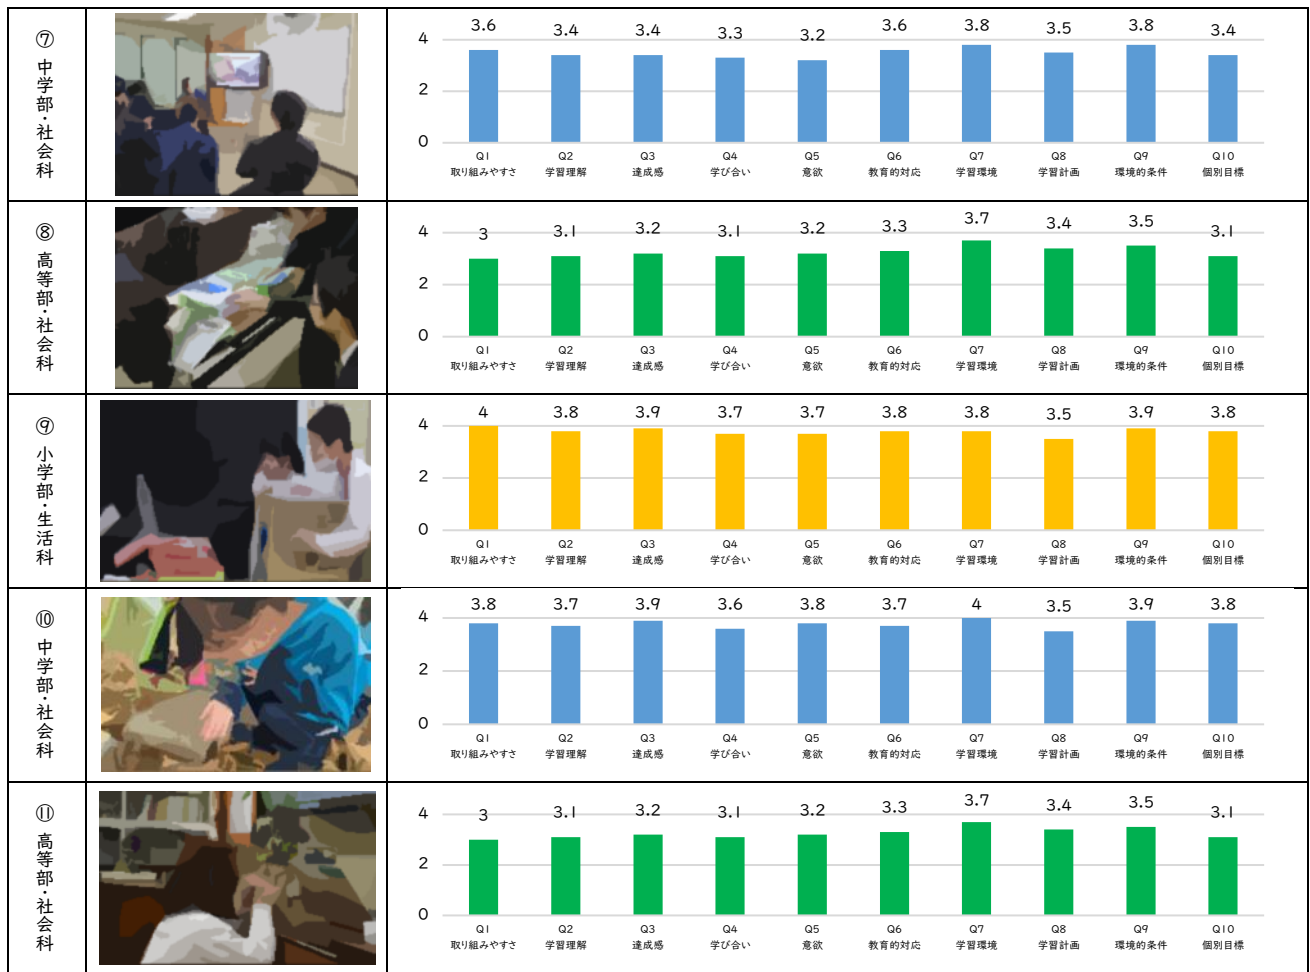 ⑦ 中学部・社会科
3.6 3.4 3.4 3.3 3.2 3.6 3.8 3.5 3.8 3.4
4
2
0
Q1 Q2 Q3 Q4 Q5 Q6 Q7 Q8 Q9 Q10
取り組みやすさ 学習理解 達成感 学び合い 意欲 教育的対応 学習環境 学習計画 環境的条件 個別目標
⑧ 高等部・社会科
3 3.1 3.2 3.1 3.2 3.3 3.7 3.4 3.5 3.1
4
2
0
Q1 Q2 Q3 Q4 Q5 Q6 Q7 Q8 Q9 Q10
取り組みやすさ 学習理解 達成感 学び合い 意欲 教育的対応 学習環境 学習計画 環境的条件 個別目標
⑨ 小学部・生活科
4 3.8 3.9 3.7 3.7 3.8 3.8 3.5 3.9 3.8
4
2
0
Q1 Q2 Q3 Q4 Q5 Q6 Q7 Q8 Q9 Q10
取り組みやすさ 学習理解 達成感 学び合い 意欲 教育的対応 学習環境 学習計画 環境的条件 個別目標
⑩ 中学部・社会科
3.8 3.7 3.9 3.6 3.8 3.7 4 3.5 3.9 3.8
4
2
0
Q1 Q2 Q3 Q4 Q5 Q6 Q7 Q8 Q9 Q10
取り組みやすさ 学習理解 達成感 学び合い 意欲 教育的対応 学習環境 学習計画 環境的条件 個別目標
⑪ 高等部・社会科
3 3.1 3.2 3.1 3.2 3.3 3.7 3.4 3.5 3.1
4
2
0
Q1 Q2 Q3 Q4 Q5 Q6 Q7 Q8 Q9 Q10
取り組みやすさ 学習理解 達成感 学び合い 意欲 教育的対応 学習環境 学習計画 環境的条件 個別目標